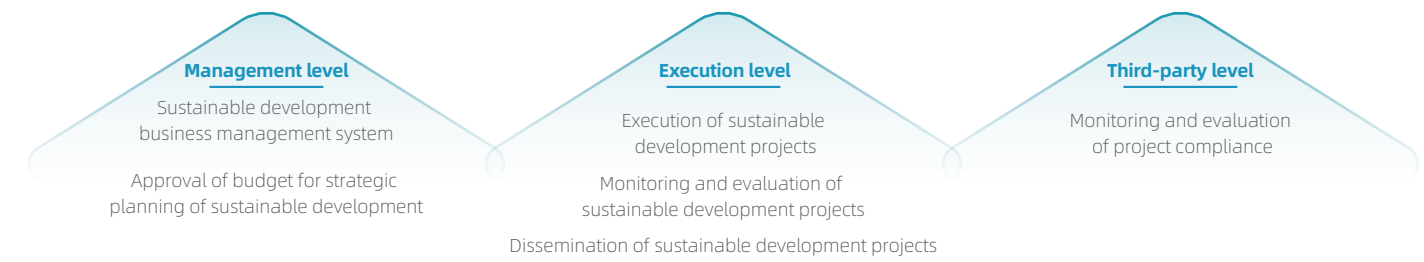 Management level
Sustainable development
business management system
Approval of budget for strategic
planning of sustainable development
Execution level
Execution of sustainable
development projects
Monitoring and evaluation of
sustainable development projects
Dissemination of sustainable development projects
Third-party level
Monitoring and evaluation
of project compliance